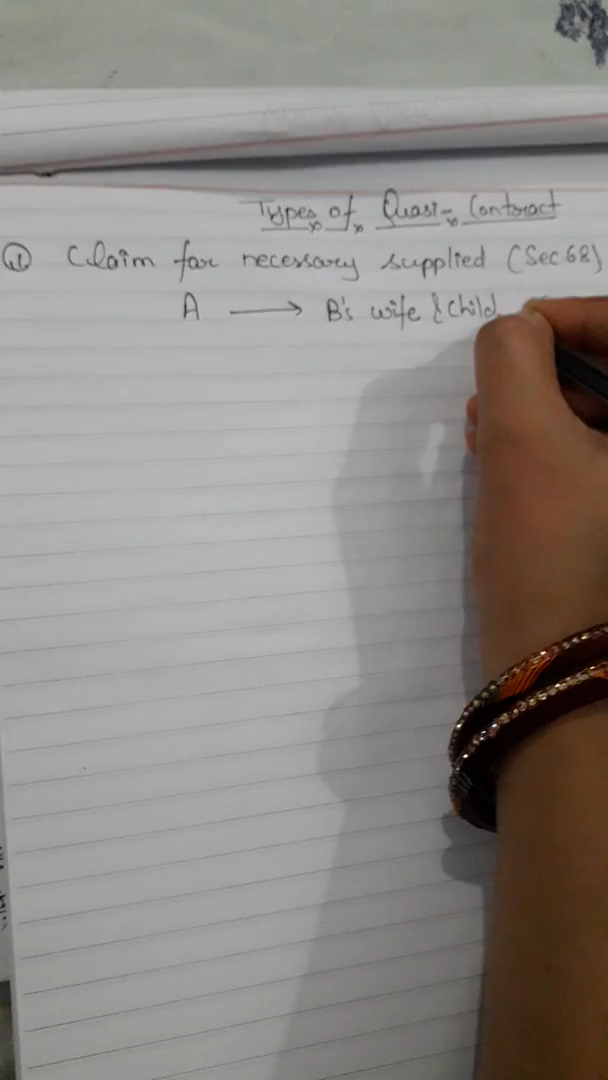 Types of Quasi-Contract
① Claim for necessary supplied (Sec 68)
A → B's wife & Child